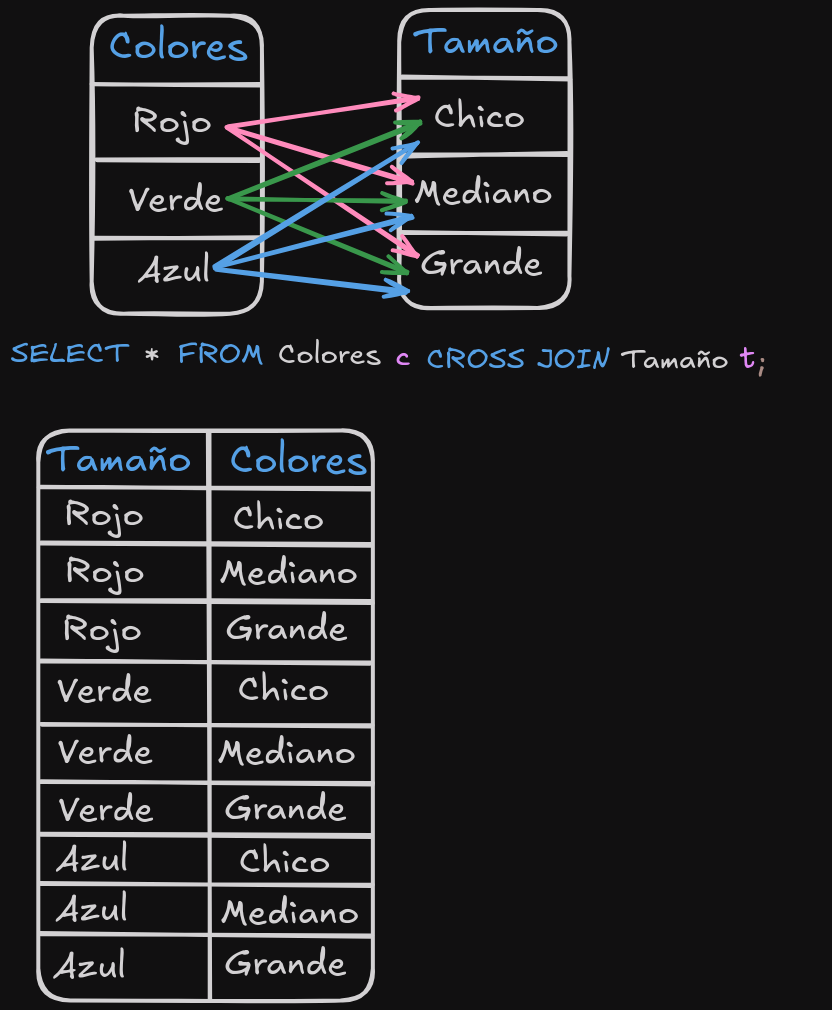 Colores Tamaño
Rojo Chico
Verde Mediano
Azul Grande
SELECT * FROM Colores c CROSS JOIN Tamaño t;
Tamaño Colores
Rojo Chico
Rojo Mediano
Rojo Grande
Verde Chico
Verde Mediano
Verde Grande
Azul Chico
Azul Mediano
Azul Grande